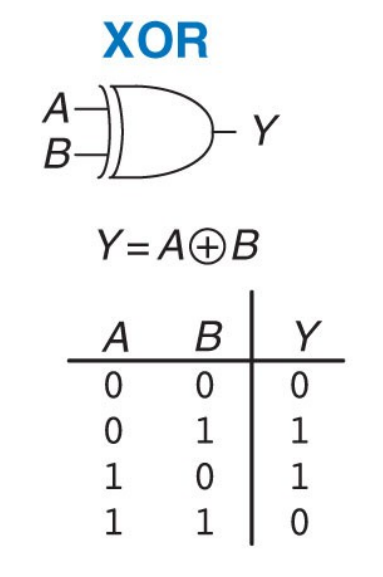 XOR
A
B
Y
Y = A ⊕ B
A B Y
0 0 0
0 1 1
1 0 1
1 1 0